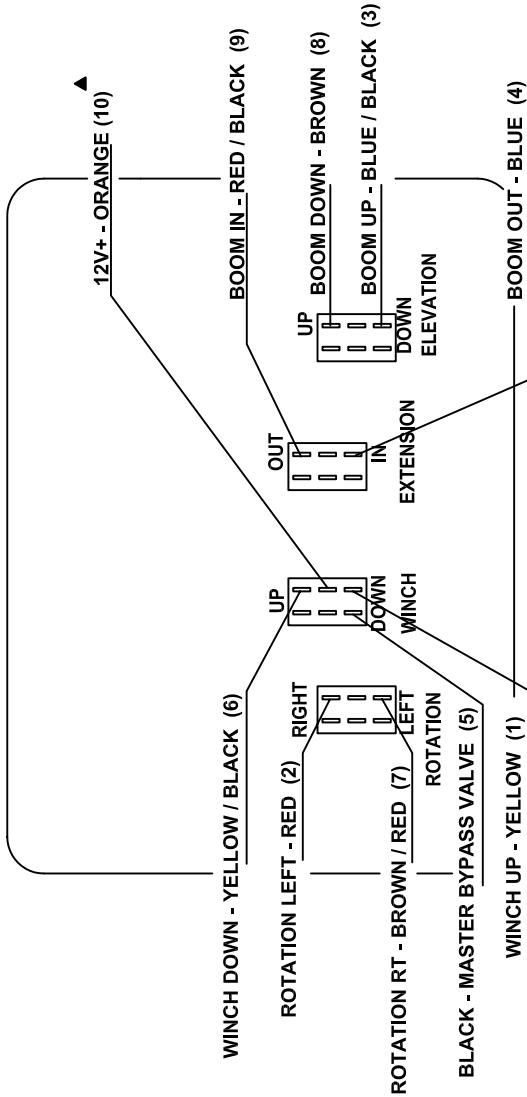 12V+ - ORANGE (10)
BOOM IN - RED / BLACK (9)
BOOM DOWN - BROWN (8)
BOOM UP - BLUE / BLACK (3)
BOOM OUT - BLUE (4)
UP
DOWN
ELEVATION
OUT
IN
EXTENSION
UP
DOWN
WINCH
RIGHT
LEFT
ROTATION
WINCH DOWN - YELLOW / BLACK (6)
ROTATION LEFT - RED (2)
ROTATION RT - BROWN / RED (7)
BLACK - MASTER BYPASS VALVE (5)
WINCH UP - YELLOW (1)